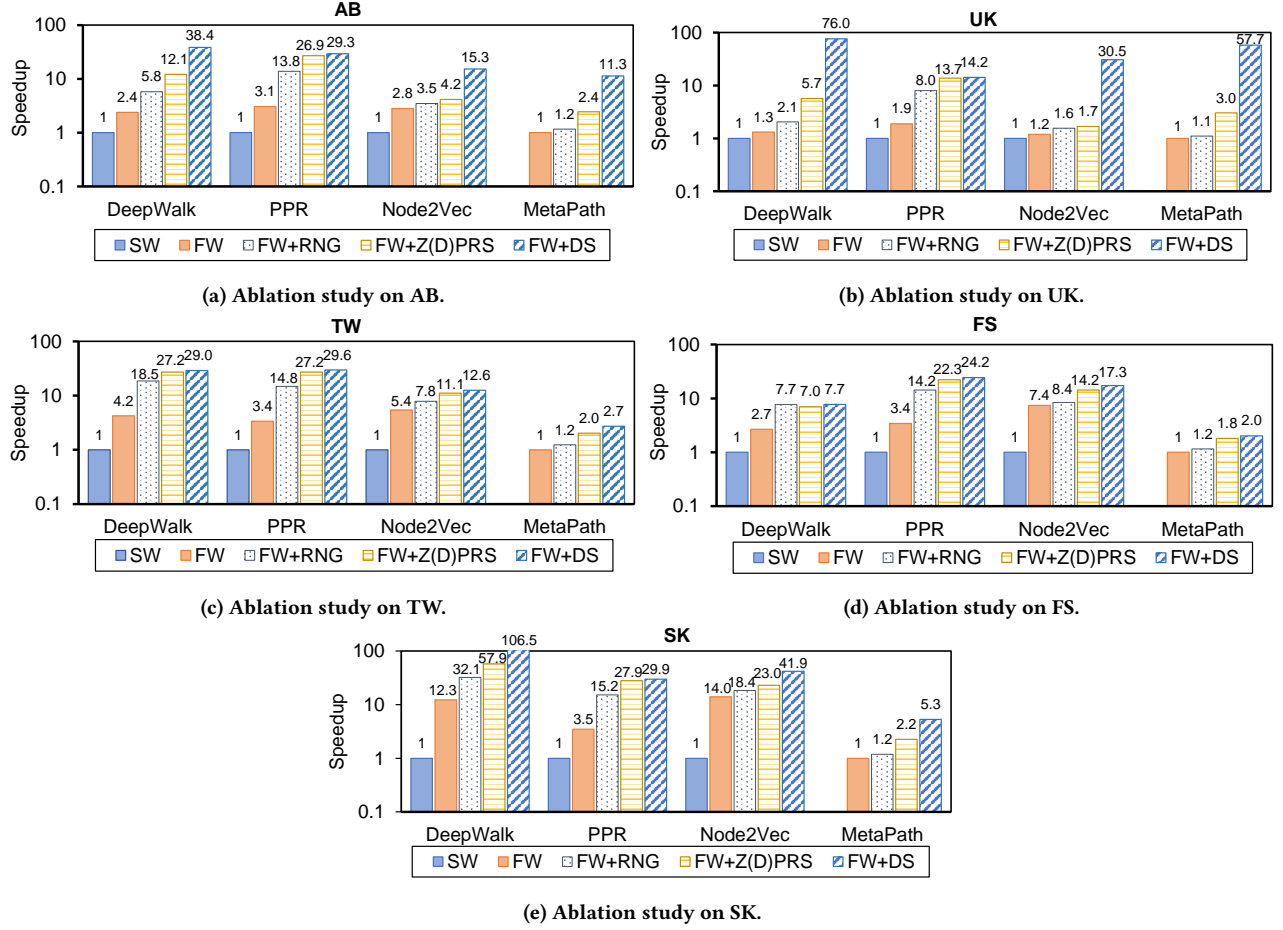 AB
Speedup
100
10
1
0.1
1 2.4 5.8 12.1 38.4
1 3.1 13.8 26.9 29.3
1 2.8 3.5 4.2 15.3
1 1.2 2.4 11.3
DeepWalk PPR Node2Vec MetaPath
SW FW FW+RNG FW+Z(D)PRS FW+DS
(a) Ablation study on AB.
UK
Speedup
100
10
1
0.1
1 1.3 2.1 5.7 76.0
1 1.9 8.0 13.7 14.2
1 1.2 1.6 1.7 30.5
1 1.1 3.0 57.7
DeepWalk PPR Node2Vec MetaPath
SW FW FW+RNG FW+Z(D)PRS FW+DS
(b) Ablation study on UK.
TW
Speedup
100
10
1
0.1
1 4.2 18.5 27.2 29.0
1 3.4 14.8 27.2 29.6
1 5.4 7.8 11.1 12.6
1 1.2 2.0 2.7
DeepWalk PPR Node2Vec MetaPath
SW FW FW+RNG FW+Z(D)PRS FW+DS
(c) Ablation study on TW.
FS
Speedup
100
10
1
0.1
1 2.7 7.7 7.0 7.7
1 3.4 14.2 22.3 24.2
1 7.4 8.4 14.2 17.3
1 1.2 1.8 2.0
DeepWalk PPR Node2Vec MetaPath
SW FW FW+RNG FW+Z(D)PRS FW+DS
(d) Ablation study on FS.
SK
Speedup
100
10
1
0.1
1 12.3 32.1 57.9 106.5
1 3.5 15.2 27.9 29.9
1 14.0 18.4 23.0 41.9
1 1.2 2.2 5.3
DeepWalk PPR Node2Vec MetaPath
SW FW FW+RNG FW+Z(D)PRS FW+DS
(e) Ablation study on SK.